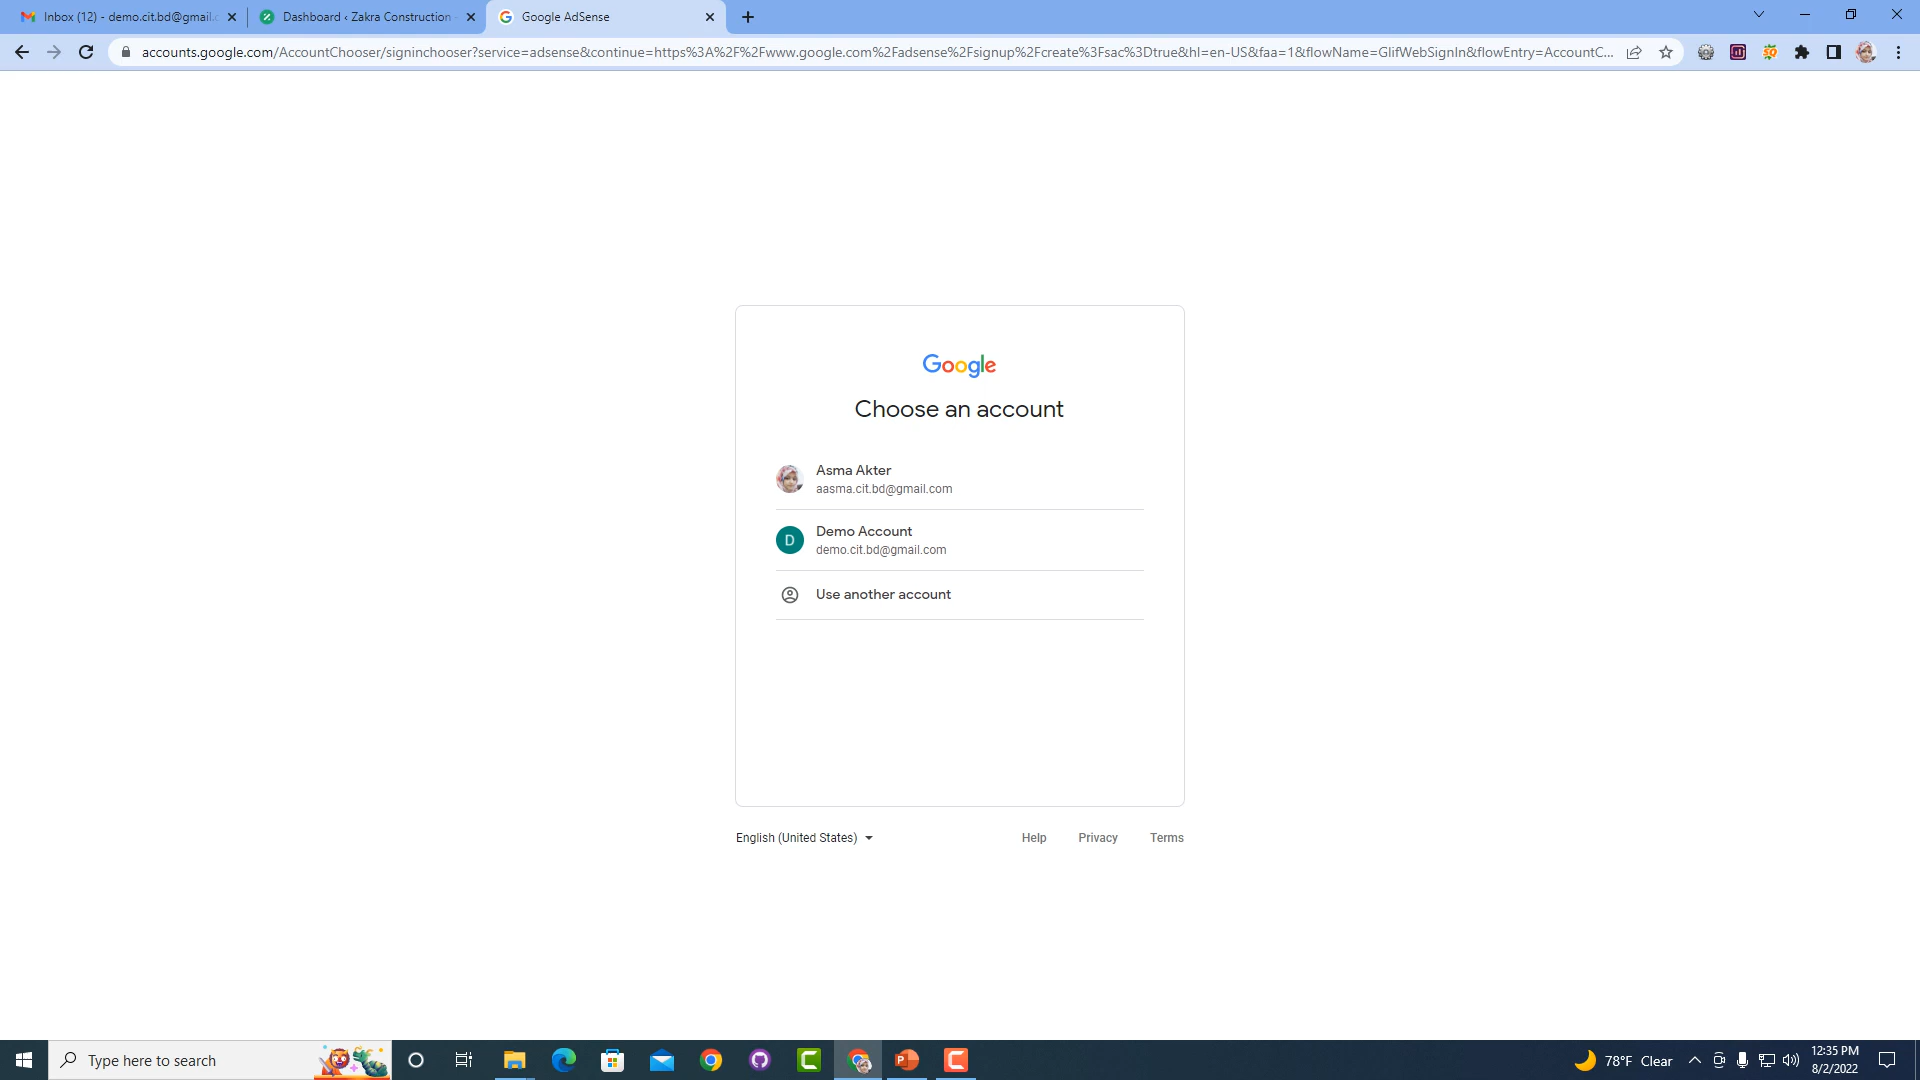 Inbox (12) - demo.cit.bd@gmail.c
Dashboard ‹ Zakra Construction
Google AdSense
accounts.google.com/AccountChooser/signinchooser?service=adsense&continue=https%3A%2F%2Fwww.google.com%2Fadsense%2Fsignup%2Fcreate%3Fsac%3Dtrue&hl=en-US&faa=1&flowName=GlifWebSignIn&flowEntry=AccountC...
Google
Choose an account
Asma Akter
aasma.cit.bd@gmail.com
D
Demo Account
demo.cit.bd@gmail.com
Use another account
English (United States)
Help
Privacy
Terms
Type here to search
78°F Clear
12:35 PM
8/2/2022